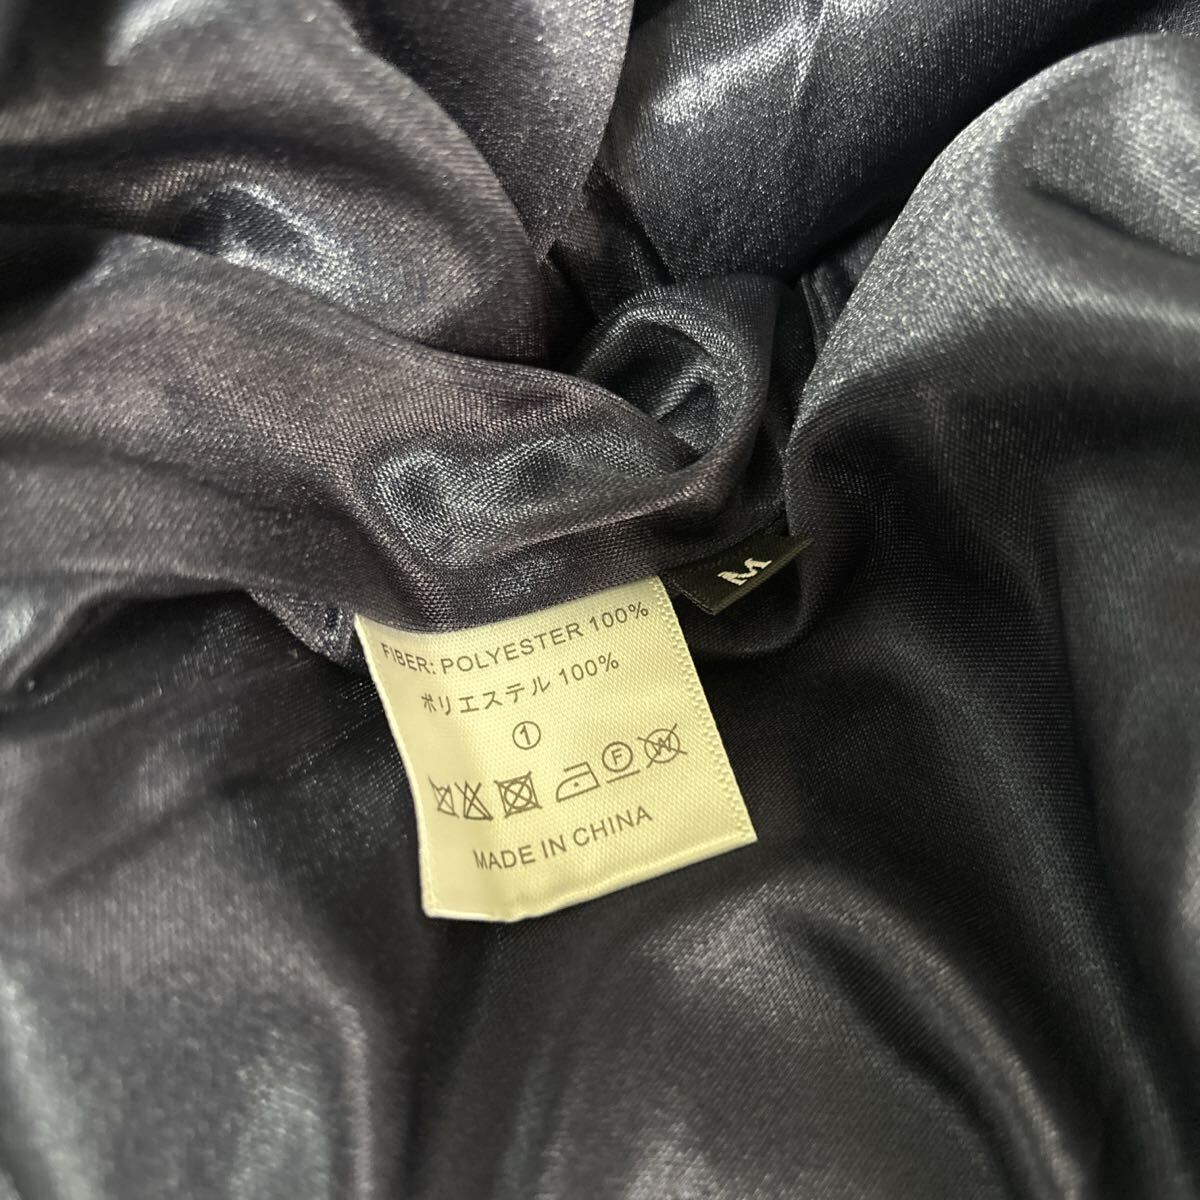 M
FIBER: POLYESTER 100%
ポリエステル 100%
①
F W
MADE IN CHINA